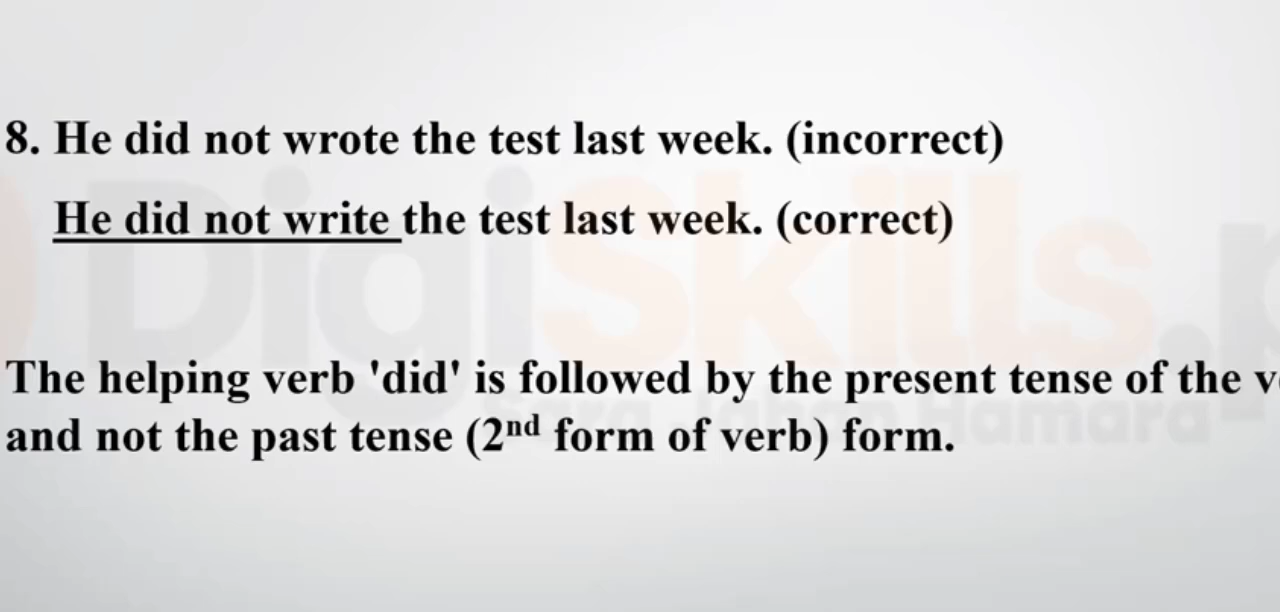 8. He did not wrote the test last week. (incorrect)
He did not write the test last week. (correct)
DigiSkills.
The helping verb 'did' is followed by the present tense of the
Hamara
and not the past tense (2nd form of verb) form.